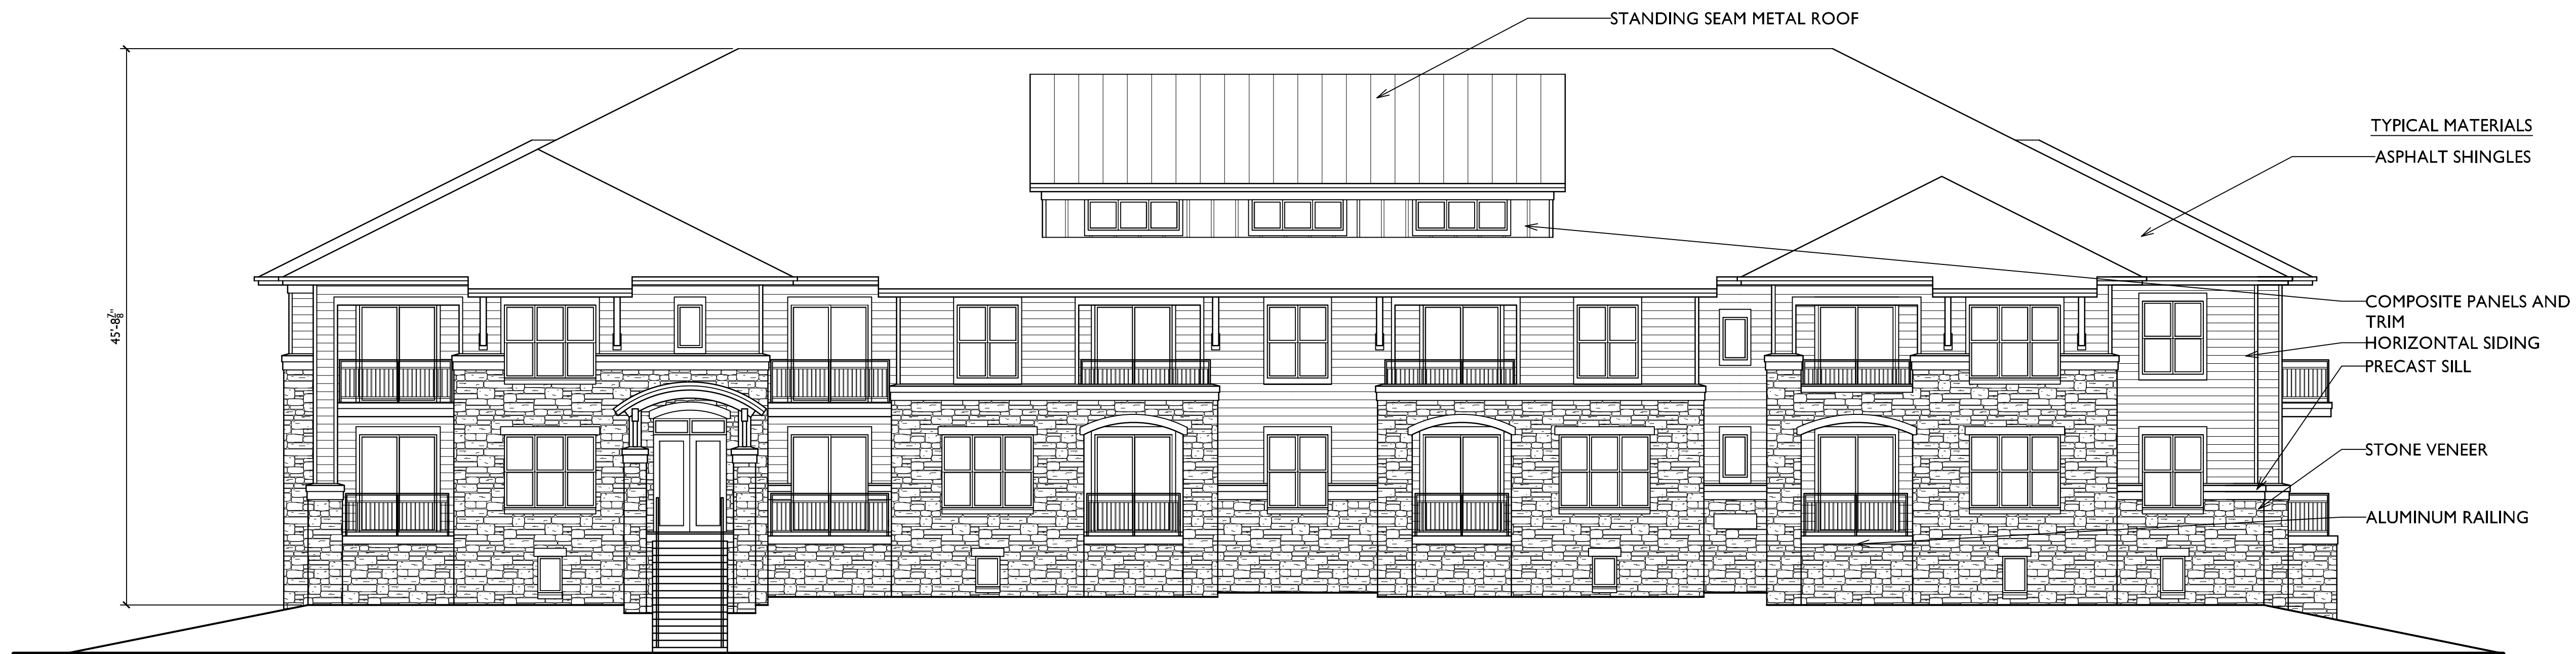 STANDING SEAM METAL ROOF
TYPICAL MATERIALS
ASPHALT SHINGLES
45'-8 7/8"
COMPOSITE PANELS AND
TRIM
HORIZONTAL SIDING
PRECAST SILL
STONE VENEER
ALUMINUM RAILING